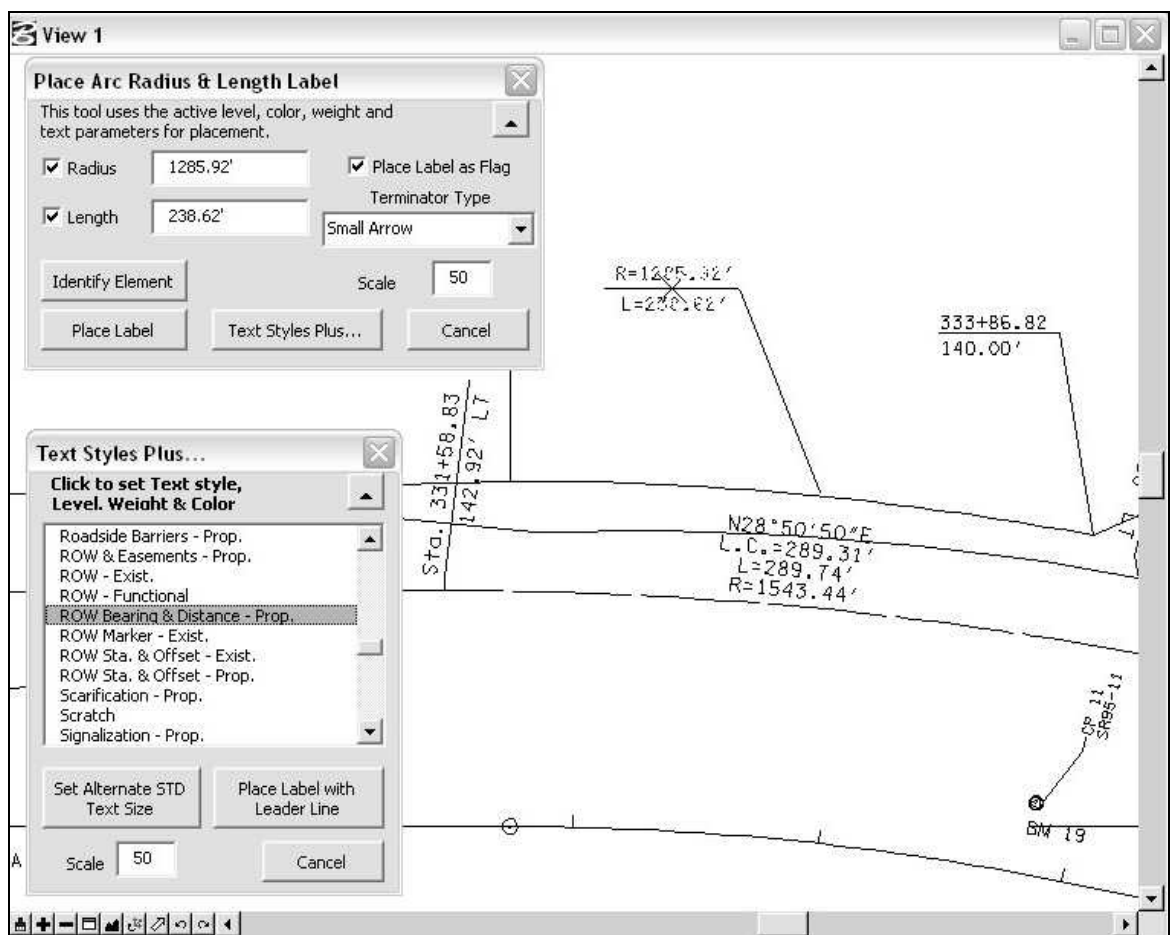 View 1
Place Arc Radius & Length Label
This tool uses the active level, color, weight and
text parameters for placement.
Radius
1285.92'
Place Label as Flag
Terminator Type
Length
238.62'
Small Arrow
Identify Element
Scale
50
Place Label
Text Styles Plus...
Cancel
R=1285.92'
L=238.62'
333+86.82
140.00'
Sta. 331+58.83
142.92' LT
N28°50'50"E
L.C.=289.31'
L=289.74'
R=1543.44'
Text Styles Plus...
Click to set Text style,
Level. Weight & Color
Roadside Barriers - Prop.
ROW & Easements - Prop.
ROW - Exist.
ROW - Functional
ROW Bearing & Distance - Prop.
ROW Marker - Exist.
ROW Sta. & Offset - Exist.
ROW Sta. & Offset - Prop.
Scarification - Prop.
Scratch
Signalization - Prop.
Set Alternate STD
Text Size
Place Label with
Leader Line
Scale
50
Cancel
CP 11
SR95-11
BM 19
A